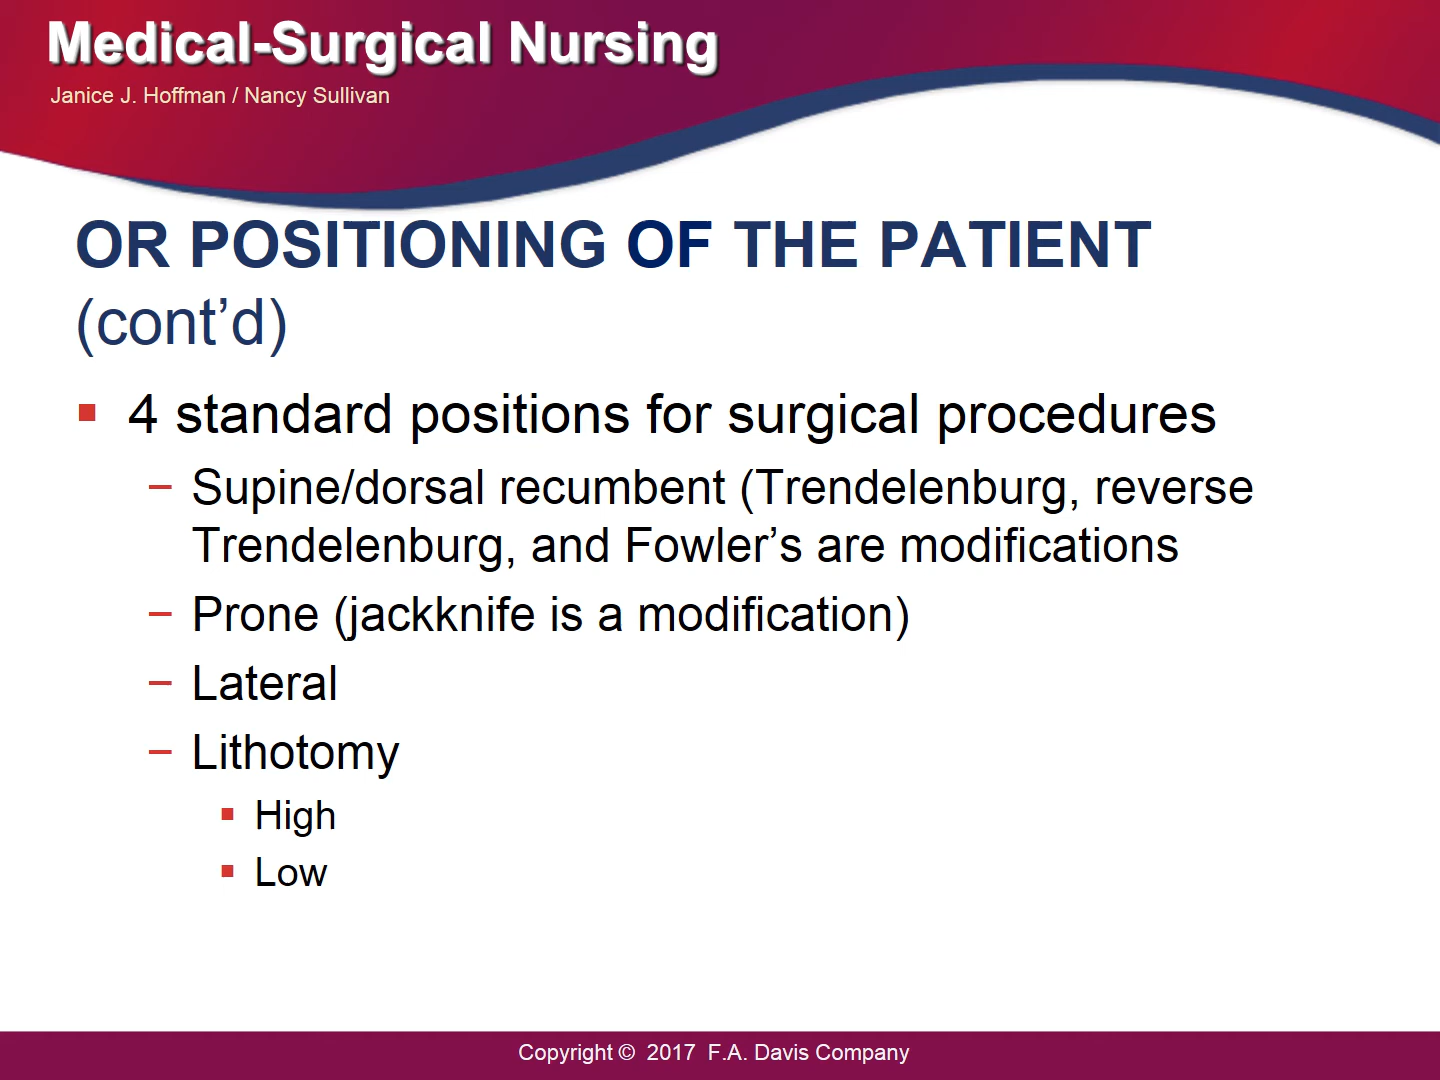 Medical-Surgical Nursing
Janice J. Hoffman / Nancy Sullivan
OR POSITIONING OF THE PATIENT
(cont’d)
▪ 4 standard positions for surgical procedures
– Supine/dorsal recumbent (Trendelenburg, reverse
Trendelenburg, and Fowler’s are modifications
– Prone (jackknife is a modification)
– Lateral
– Lithotomy
▪ High
▪ Low
Copyright © 2017 F.A. Davis Company